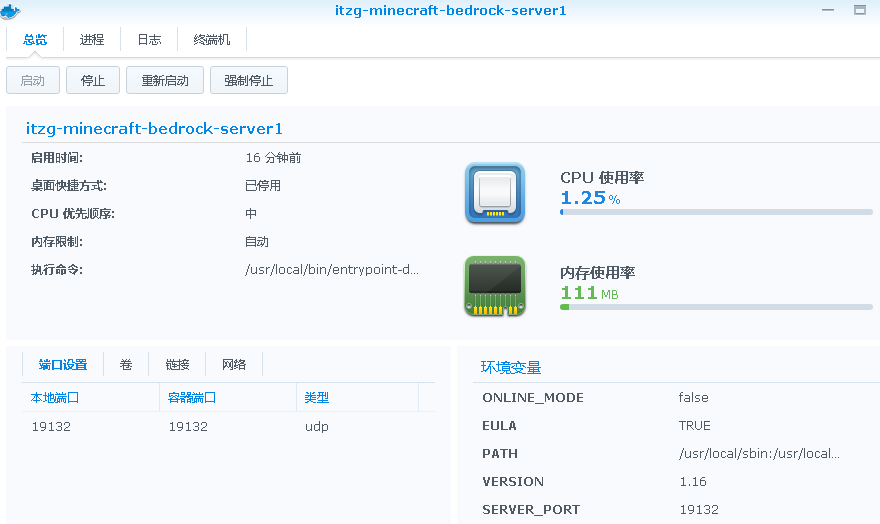 itzg-minecraft-bedrock-server1
总览 进程 日志 终端机
启动 停止 重新启动 强制停止
itzg-minecraft-bedrock-server1
启用时间: 16 分钟前
桌面快捷方式: 已停用
CPU 优先顺序: 中
内存限制: 自动
执行命令: /usr/local/bin/entrypoint-d...
CPU 使用率
1.25 %
内存使用率
111 MB
端口设置 卷 链接 网络
本地端口 容器端口 类型
19132 19132 udp
环境变量
ONLINE_MODE false
EULA TRUE
PATH /usr/local/sbin:/usr/local...
VERSION 1.16
SERVER_PORT 19132